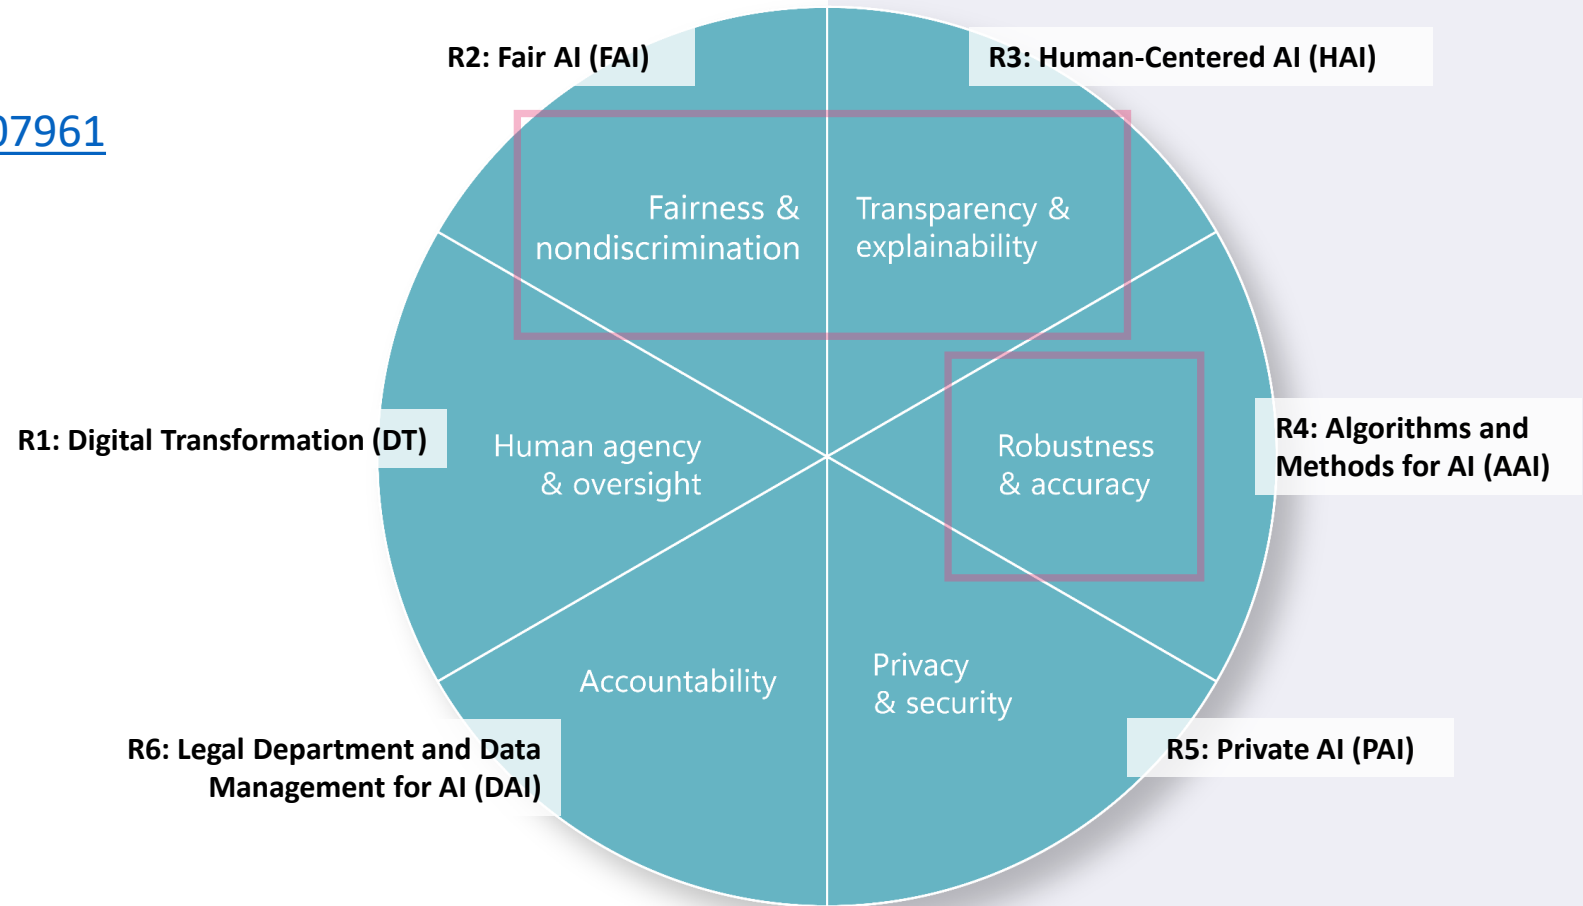 R2: Fair AI (FAI)
R3: Human-Centered AI (HAI)
07961
Fairness &
nondiscrimination
Transparency &
explainability
R1: Digital Transformation (DT)
Human agency
& oversight
Robustness
& accuracy
R4: Algorithms and
Methods for AI (AAI)
Accountability
Privacy
& security
R6: Legal Department and Data
Management for AI (DAI)
R5: Private AI (PAI)